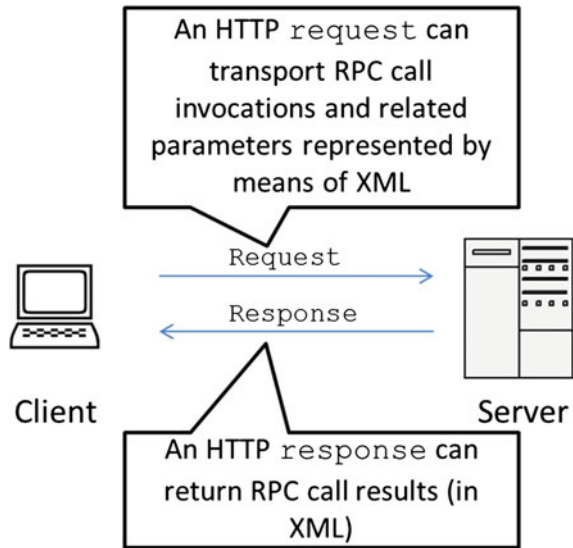 An HTTP request can
transport RPC call
invocations and related
parameters represented by
means of XML
Request
Response
Client
Server
An HTTP response can
return RPC call results (in
XML)